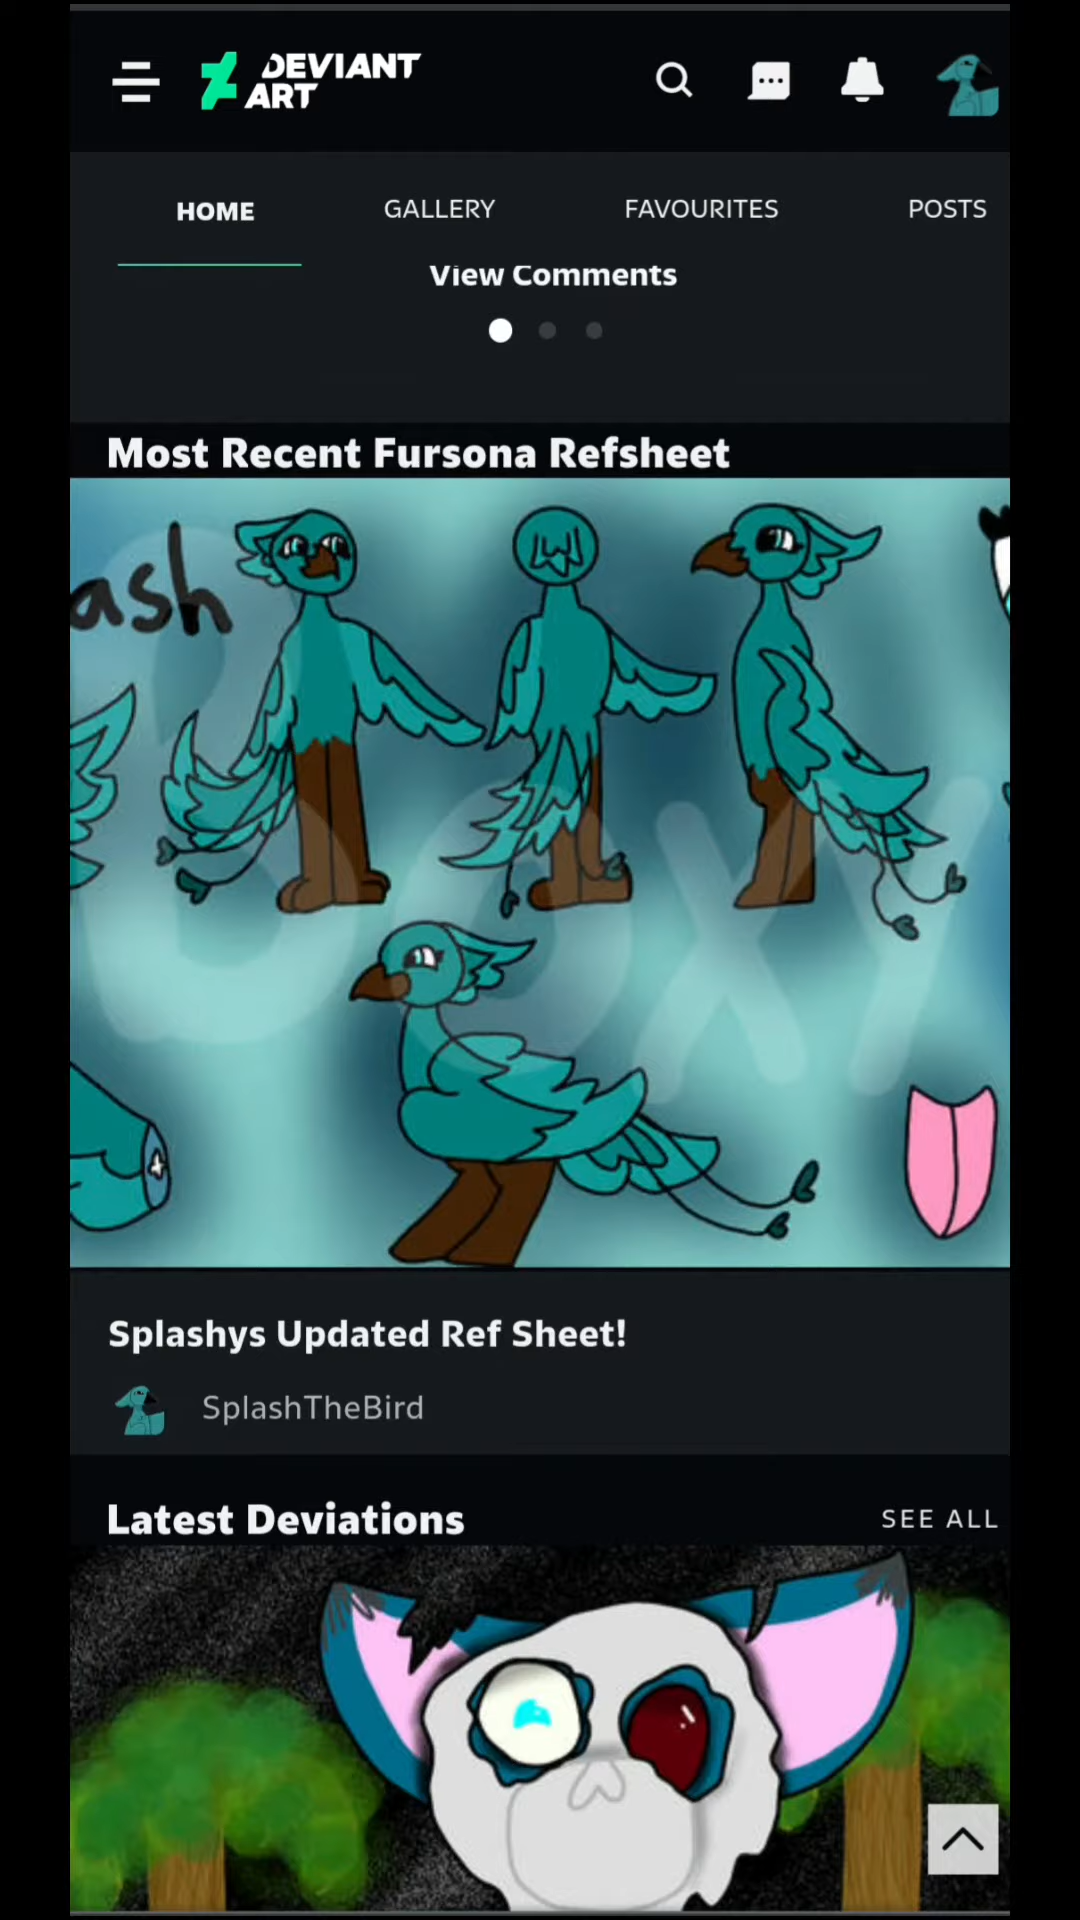 DEVIANT
ART
HOME GALLERY FAVOURITES POSTS
View Comments
Most Recent Fursona Refsheet
ash
DOXY
Splashys Updated Ref Sheet!
SplashTheBird
Latest Deviations SEE ALL